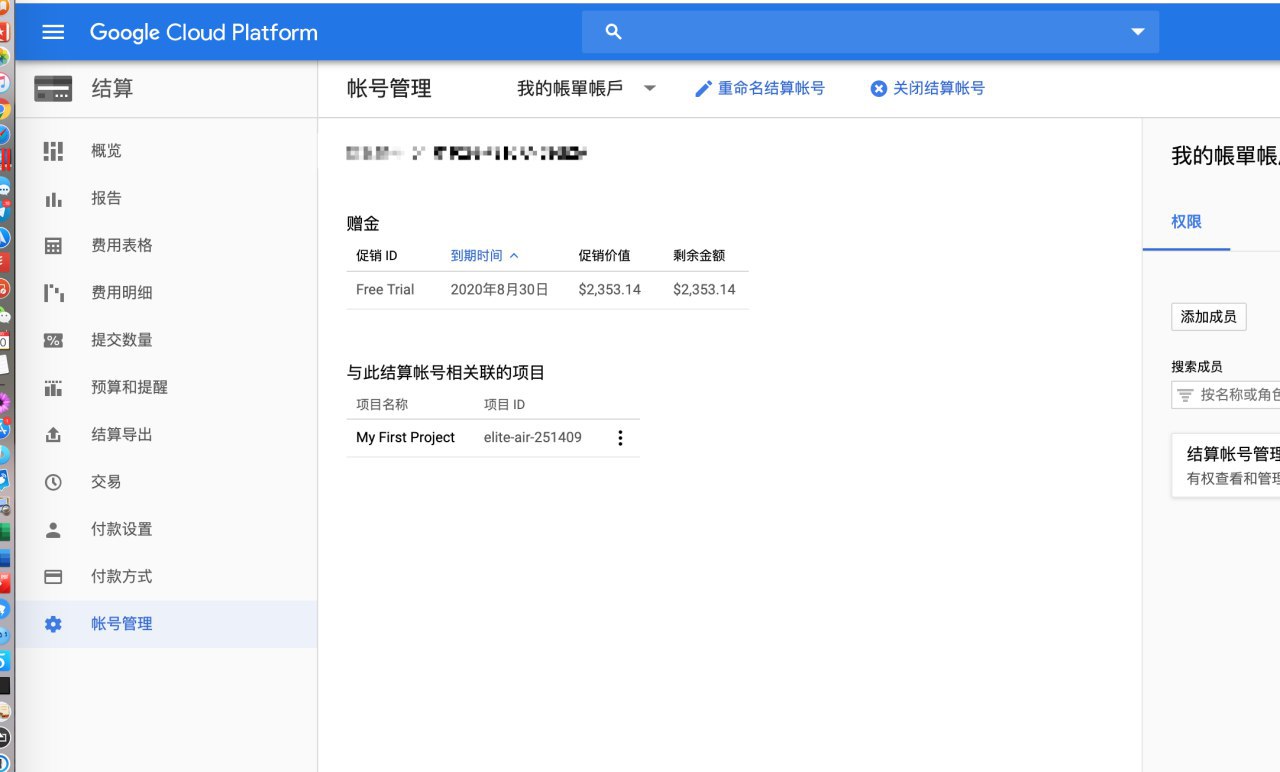 Google Cloud Platform
结算
帐号管理
我的帳單帳戶
重命名结算帐号
关闭结算帐号
概览
报告
费用表格
费用明细
提交数量
预算和提醒
结算导出
交易
付款设置
付款方式
帐号管理
赠金
促销 ID 到期时间 促销价值 剩余金额
Free Trial 2020年8月30日 $2,353.14 $2,353.14
与此结算帐号相关联的项目
项目名称 项目 ID
My First Project elite-air-251409
我的帳單帳
权限
添加成员
搜索成员
按名称或角色
结算帐号管理
有权查看和管理